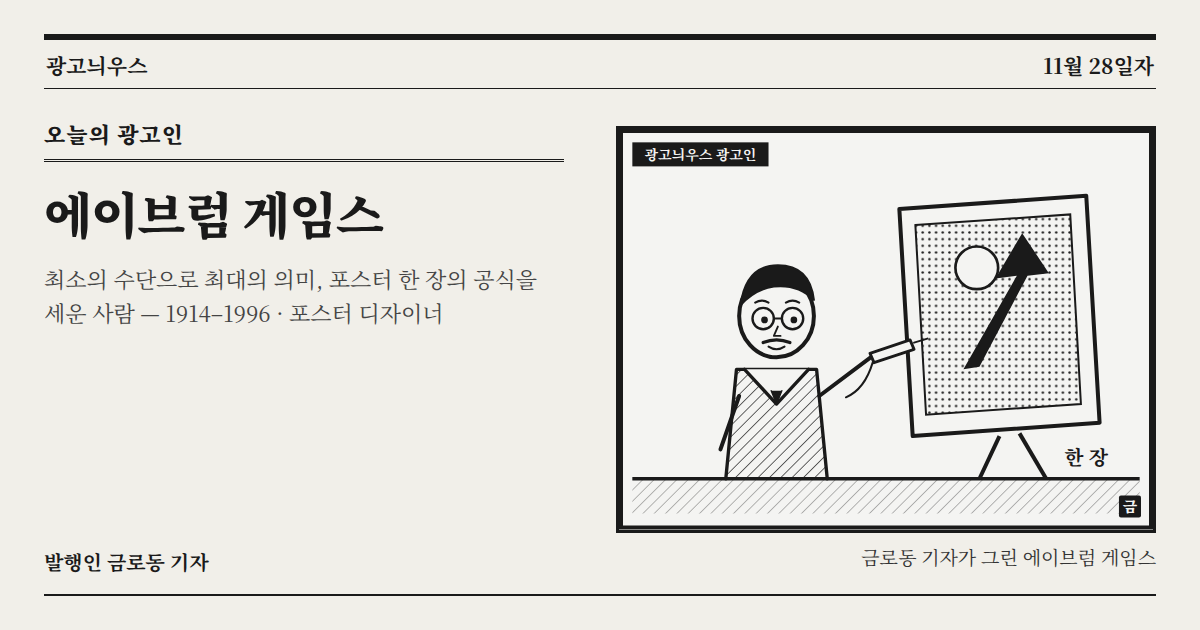 광고늬우스
11월 28일자
오늘의 광고인
에이브럼 게임스
최소의 수단으로 최대의 의미, 포스터 한 장의 공식을
세운 사람 — 1914–1996 · 포스터 디자이너
광고늬우스 광고인
한 장
금
발행인 금로동 기자
금로동 기자가 그린 에이브럼 게임스